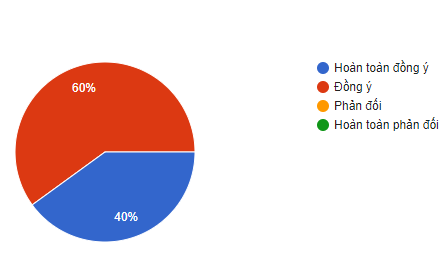 60%
40%
Hoàn toàn đồng ý
Đồng ý
Phản đối
Hoàn toàn phản đối